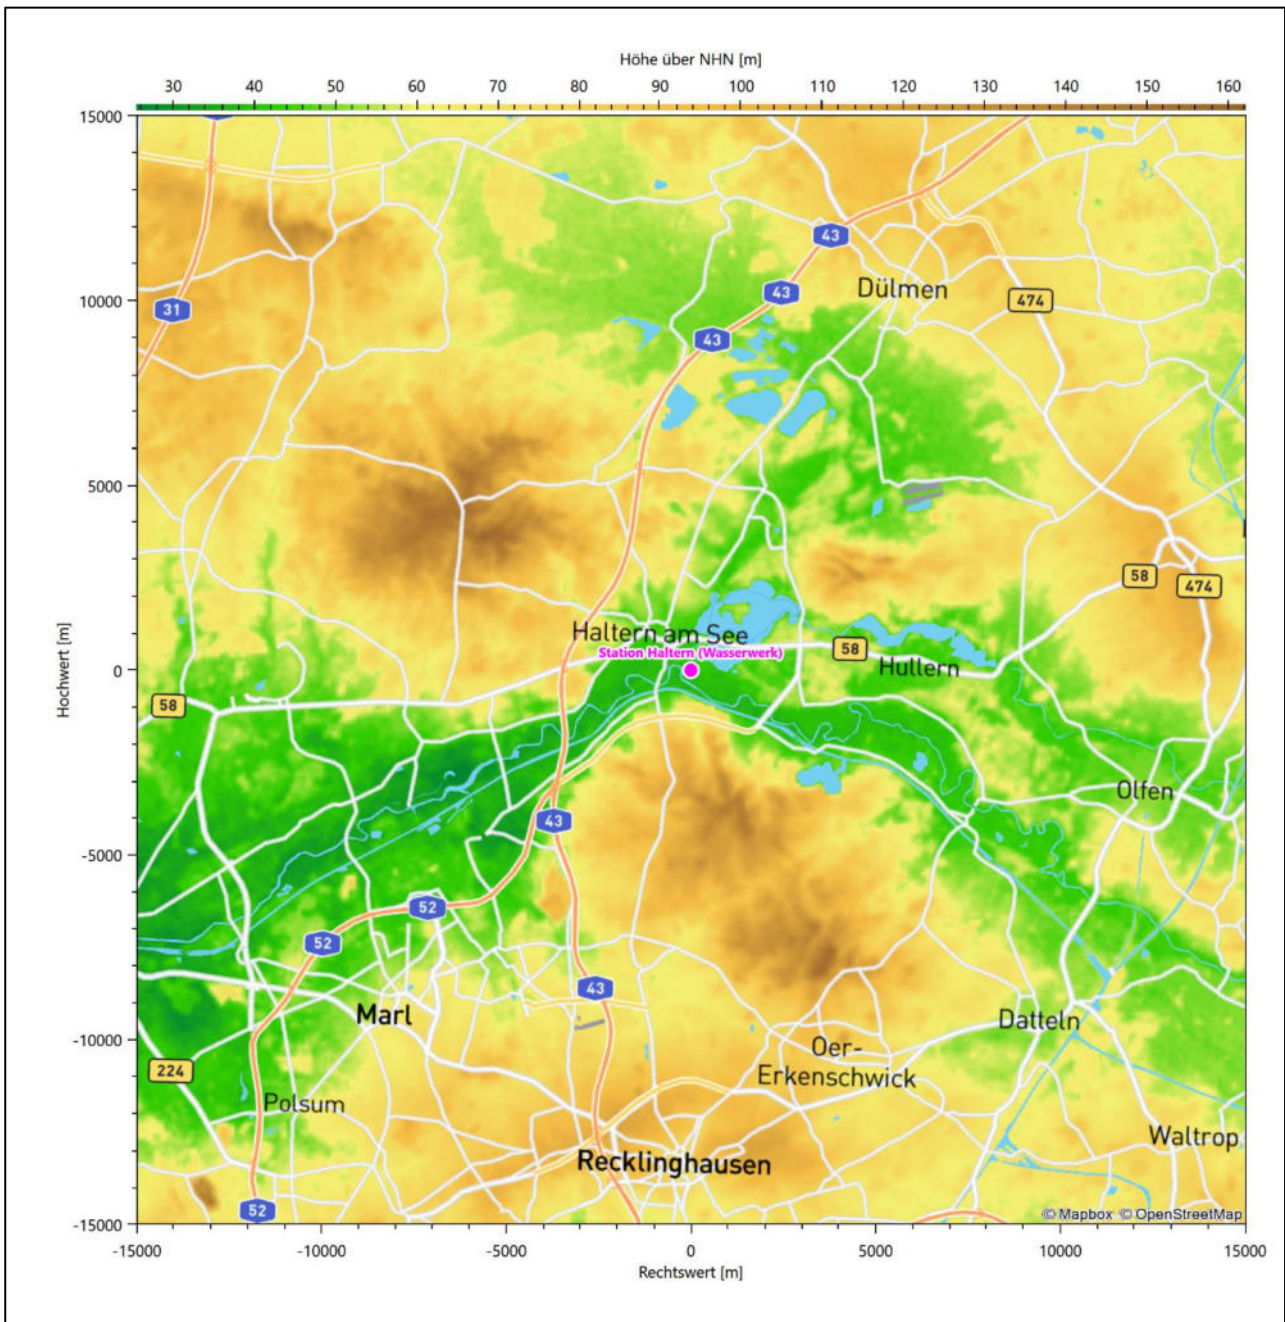 Höhe über NHN [m]
30 40 50 60 70 80 90 100 110 120 130 140 150 160
15000
43
Dülmen
43
474
10000
31
43
5000
58
474
Haltern am See
Station Haltern (Wasserwerk)
58
Hullern
0
Hochwert [m]
58
Olfen
43
-5000
52
52
43
Marl
Datteln
-10000
Oer-
Erkenschwick
224
Polsum
Waltrop
Recklinghausen
52
-15000
© Mapbox © OpenStreetMap
-15000 -10000 -5000 0 5000 10000 15000
Rechtswert [m]